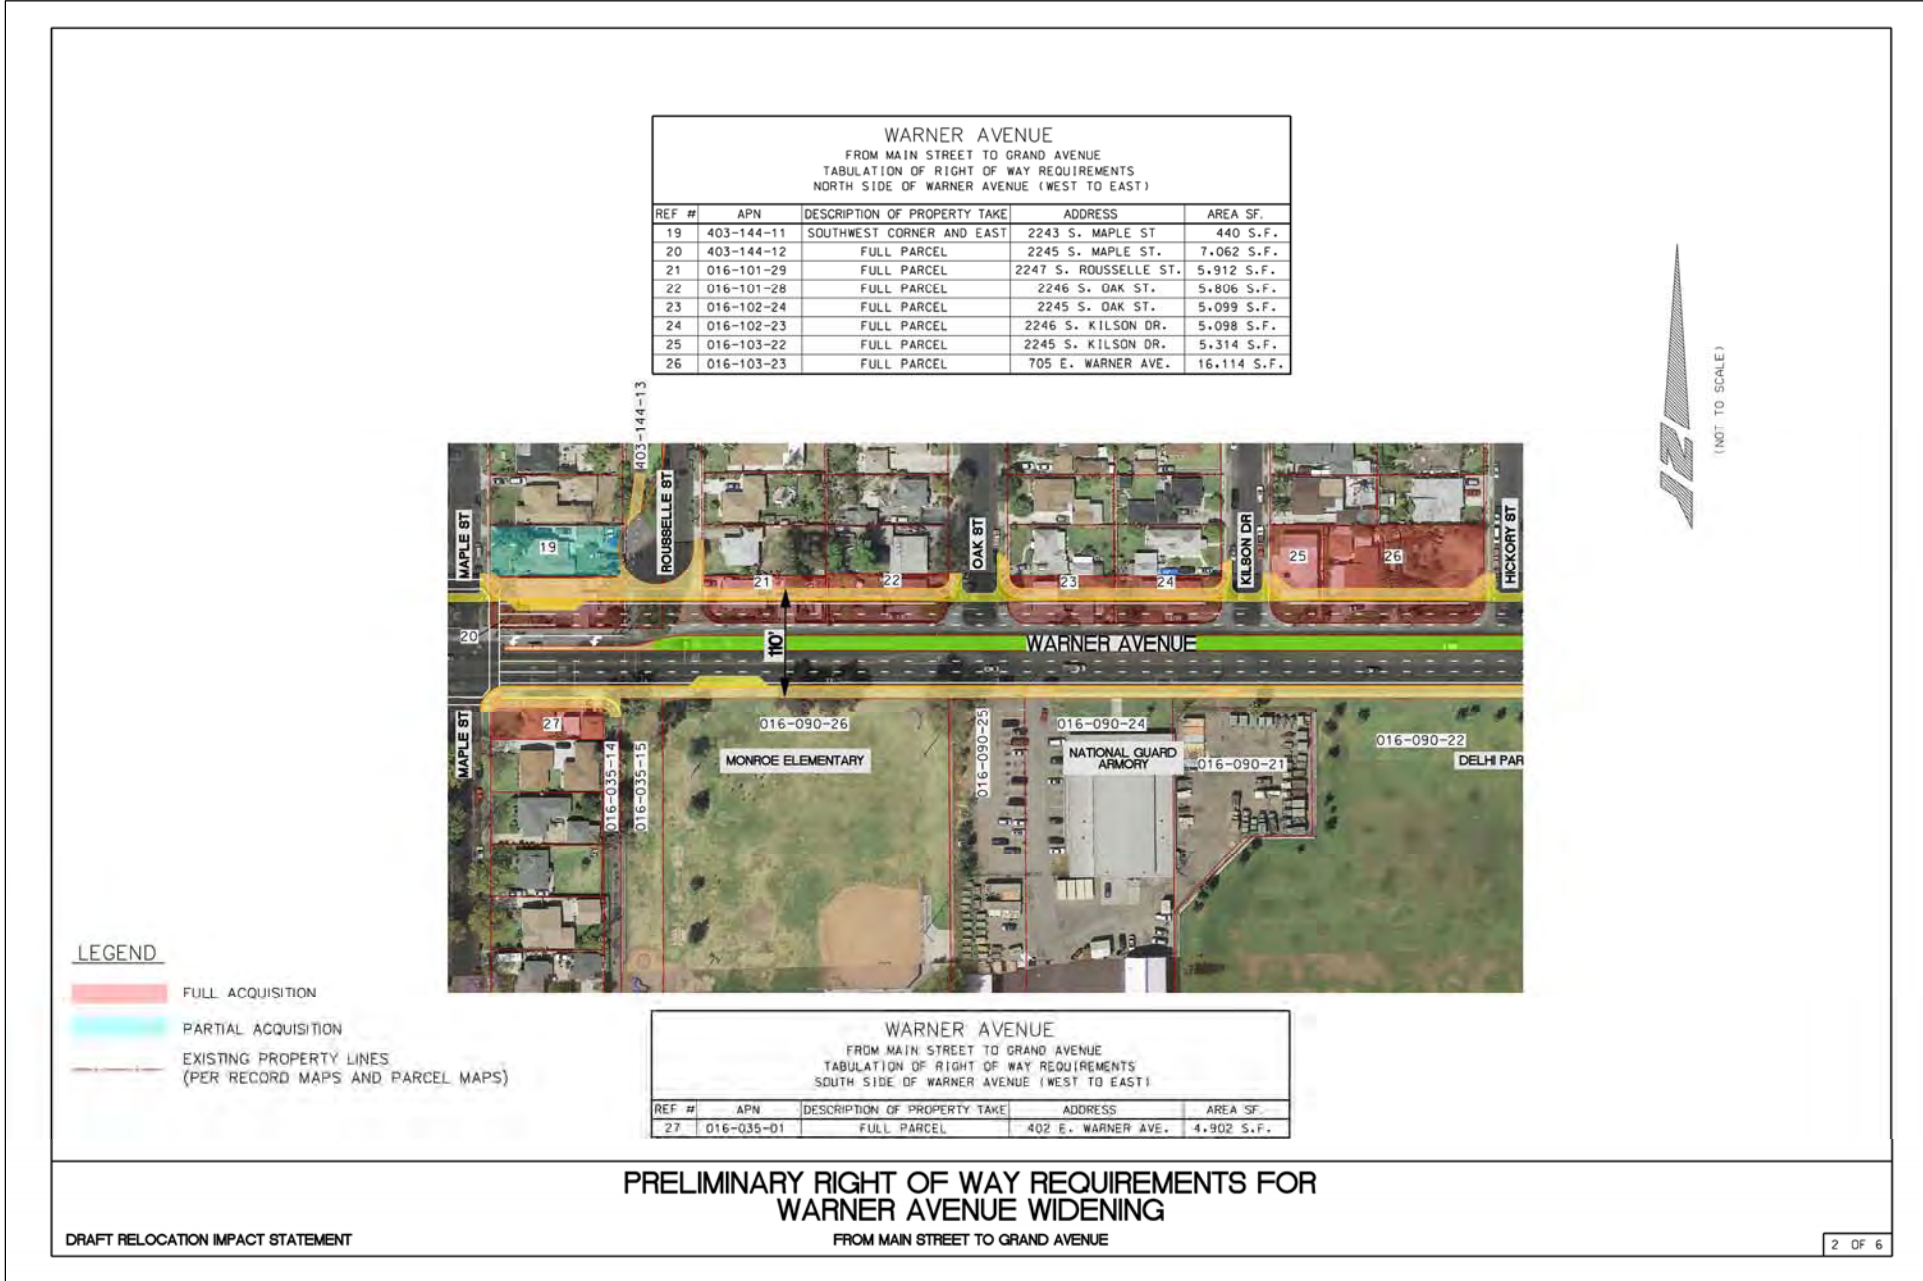 WARNER AVENUE
FROM MAIN STREET TO GRAND AVENUE
TABULATION OF RIGHT OF WAY REQUIREMENTS
NORTH SIDE OF WARNER AVENUE (WEST TO EAST)
REF # APN DESCRIPTION OF PROPERTY TAKE ADDRESS AREA SF.
19 403-144-11 SOUTHWEST CORNER AND EAST 2243 S. MAPLE ST 440 S.F.
20 403-144-12 FULL PARCEL 2245 S. MAPLE ST. 7,062 S.F.
21 016-101-29 FULL PARCEL 2247 S. ROUSSELLE ST. 5,912 S.F.
22 016-101-28 FULL PARCEL 2246 S. OAK ST. 5,806 S.F.
23 016-102-24 FULL PARCEL 2245 S. OAK ST. 5,099 S.F.
24 016-102-23 FULL PARCEL 2246 S. KILSON DR. 5,098 S.F.
25 016-103-22 FULL PARCEL 2245 S. KILSON DR. 5,314 S.F.
26 016-103-23 FULL PARCEL 705 E. WARNER AVE. 16,114 S.F.
(NOT TO SCALE)
403-144-13
MAPLE ST
ROUSSELLE ST
OAK ST
KILSON DR
HICKORY ST
19
25
26
21
22
23
24
20
110'
WARNER AVENUE
MAPLE ST
27
016-035-14
016-035-15
016-090-26
MONROE ELEMENTARY
016-090-25
016-090-24
NATIONAL GUARD
ARMORY
016-090-21
016-090-22
DELHI PAR
LEGEND
FULL ACQUISITION
PARTIAL ACQUISITION
EXISTING PROPERTY LINES
(PER RECORD MAPS AND PARCEL MAPS)
WARNER AVENUE
FROM MAIN STREET TO GRAND AVENUE
TABULATION OF RIGHT OF WAY REQUIREMENTS
SOUTH SIDE OF WARNER AVENUE (WEST TO EAST)
REF # APN DESCRIPTION OF PROPERTY TAKE ADDRESS AREA SF.
27 016-035-01 FULL PARCEL 402 E. WARNER AVE. 4,902 S.F.
PRELIMINARY RIGHT OF WAY REQUIREMENTS FOR
WARNER AVENUE WIDENING
DRAFT RELOCATION IMPACT STATEMENT
FROM MAIN STREET TO GRAND AVENUE
2 OF 6